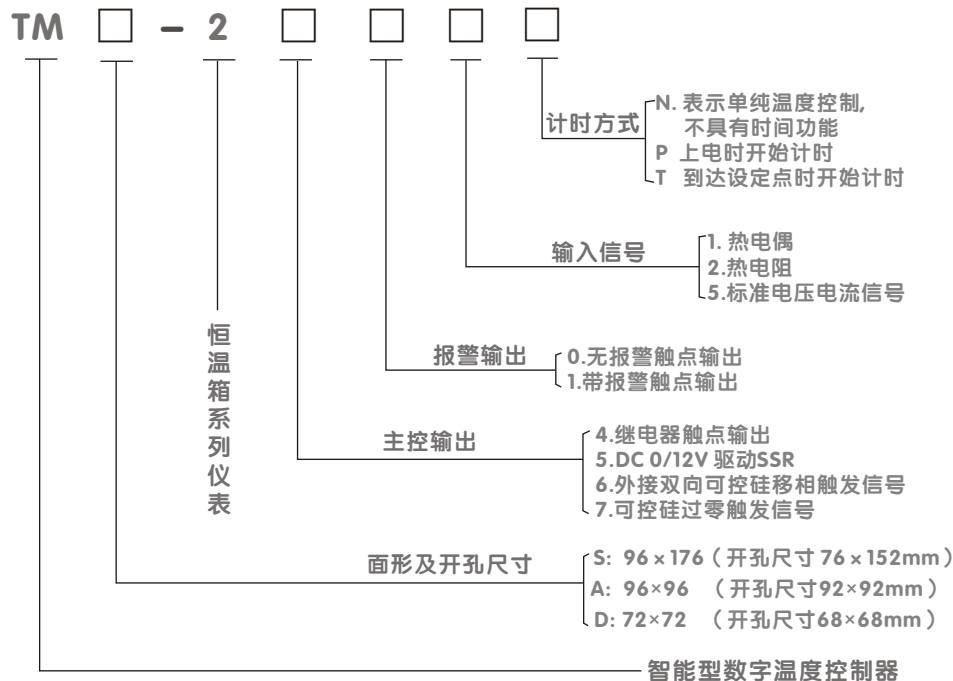 TM □ - 2 □ □ □ □
计时方式
N. 表示单纯温度控制,
不具有时间功能
P 上电时开始计时
T 到达设定点时开始计时
输入信号
1. 热电偶
2.热电阻
5.标准电压电流信号
恒温箱系列仪表
报警输出
0.无报警触点输出
1.带报警触点输出
主控输出
4.继电器触点输出
5.DC 0/12V 驱动SSR
6.外接双向可控硅移相触发信号
7.可控硅过零触发信号
面形及开孔尺寸
S: 96×176（开孔尺寸 76×152mm）
A: 96×96 （开孔尺寸92×92mm）
D: 72×72 （开孔尺寸68×68mm）
智能型数字温度控制器